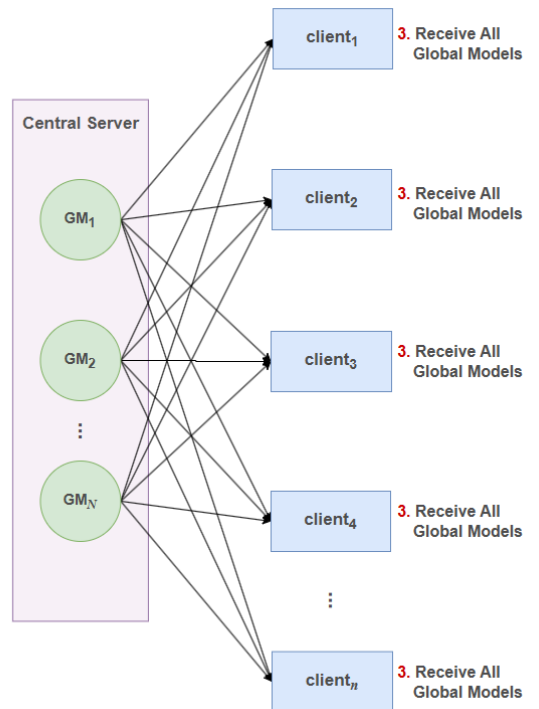 client₁
3. Receive All
Global Models
Central Server
GM₁
client₂
3. Receive All
Global Models
GM₂
client₃
3. Receive All
Global Models
...
GM_N
client₄
3. Receive All
Global Models
...
clientₙ
3. Receive All
Global Models